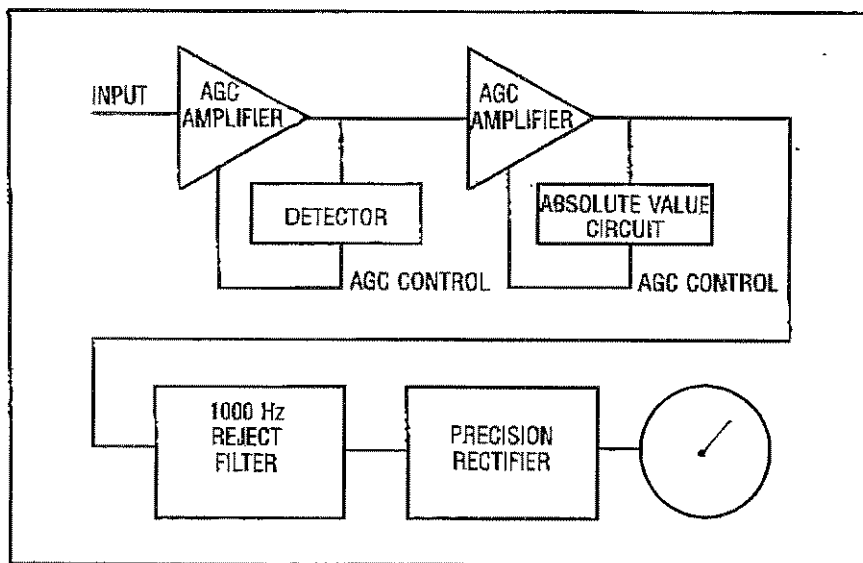 INPUT
AGC
AMPLIFIER
DETECTOR
AGC CONTROL
AGC
AMPLIFIER
ABSOLUTE VALUE
CIRCUIT
AGC CONTROL
1000 Hz
REJECT
FILTER
PRECISION
RECTIFIER